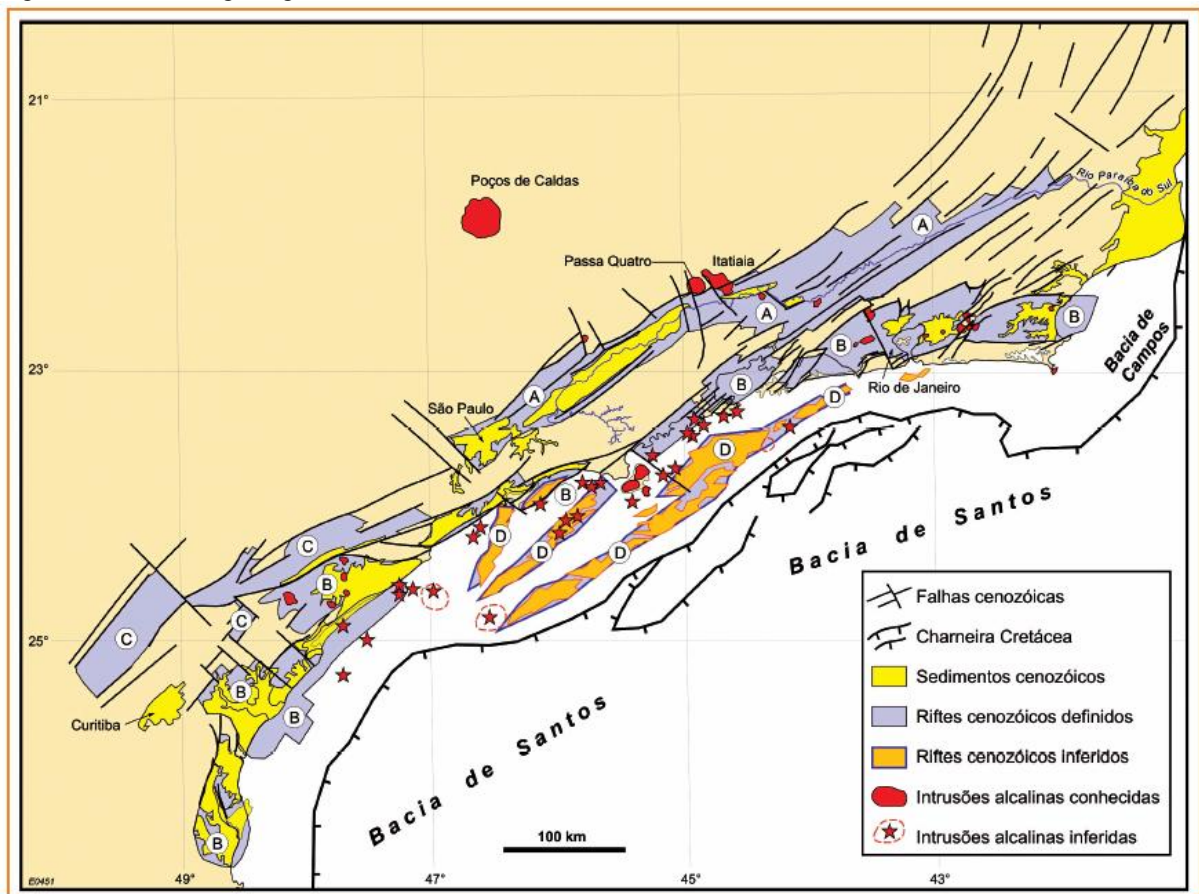 21°
Poços de Caldas
Rio Paraíba do Sul
A
Passa Quatro
Itatiaia
A
B
B
Bacia de
Campos
23°
A
B
Rio de Janeiro
São Paulo
D
D
B
Bacia de Santos
C
D
D
D
B
C
C
25°
B
B
Curitiba
Bacia de Santos
B
100 km
Falhas cenozóicas
Charneira Cretácea
Sedimentos cenozóicos
Riftes cenozóicos definidos
Riftes cenozóicos inferidos
Intrusões alcalinas conhecidas
Intrusões alcalinas inferidas
E0451
49°
47°
45°
43°